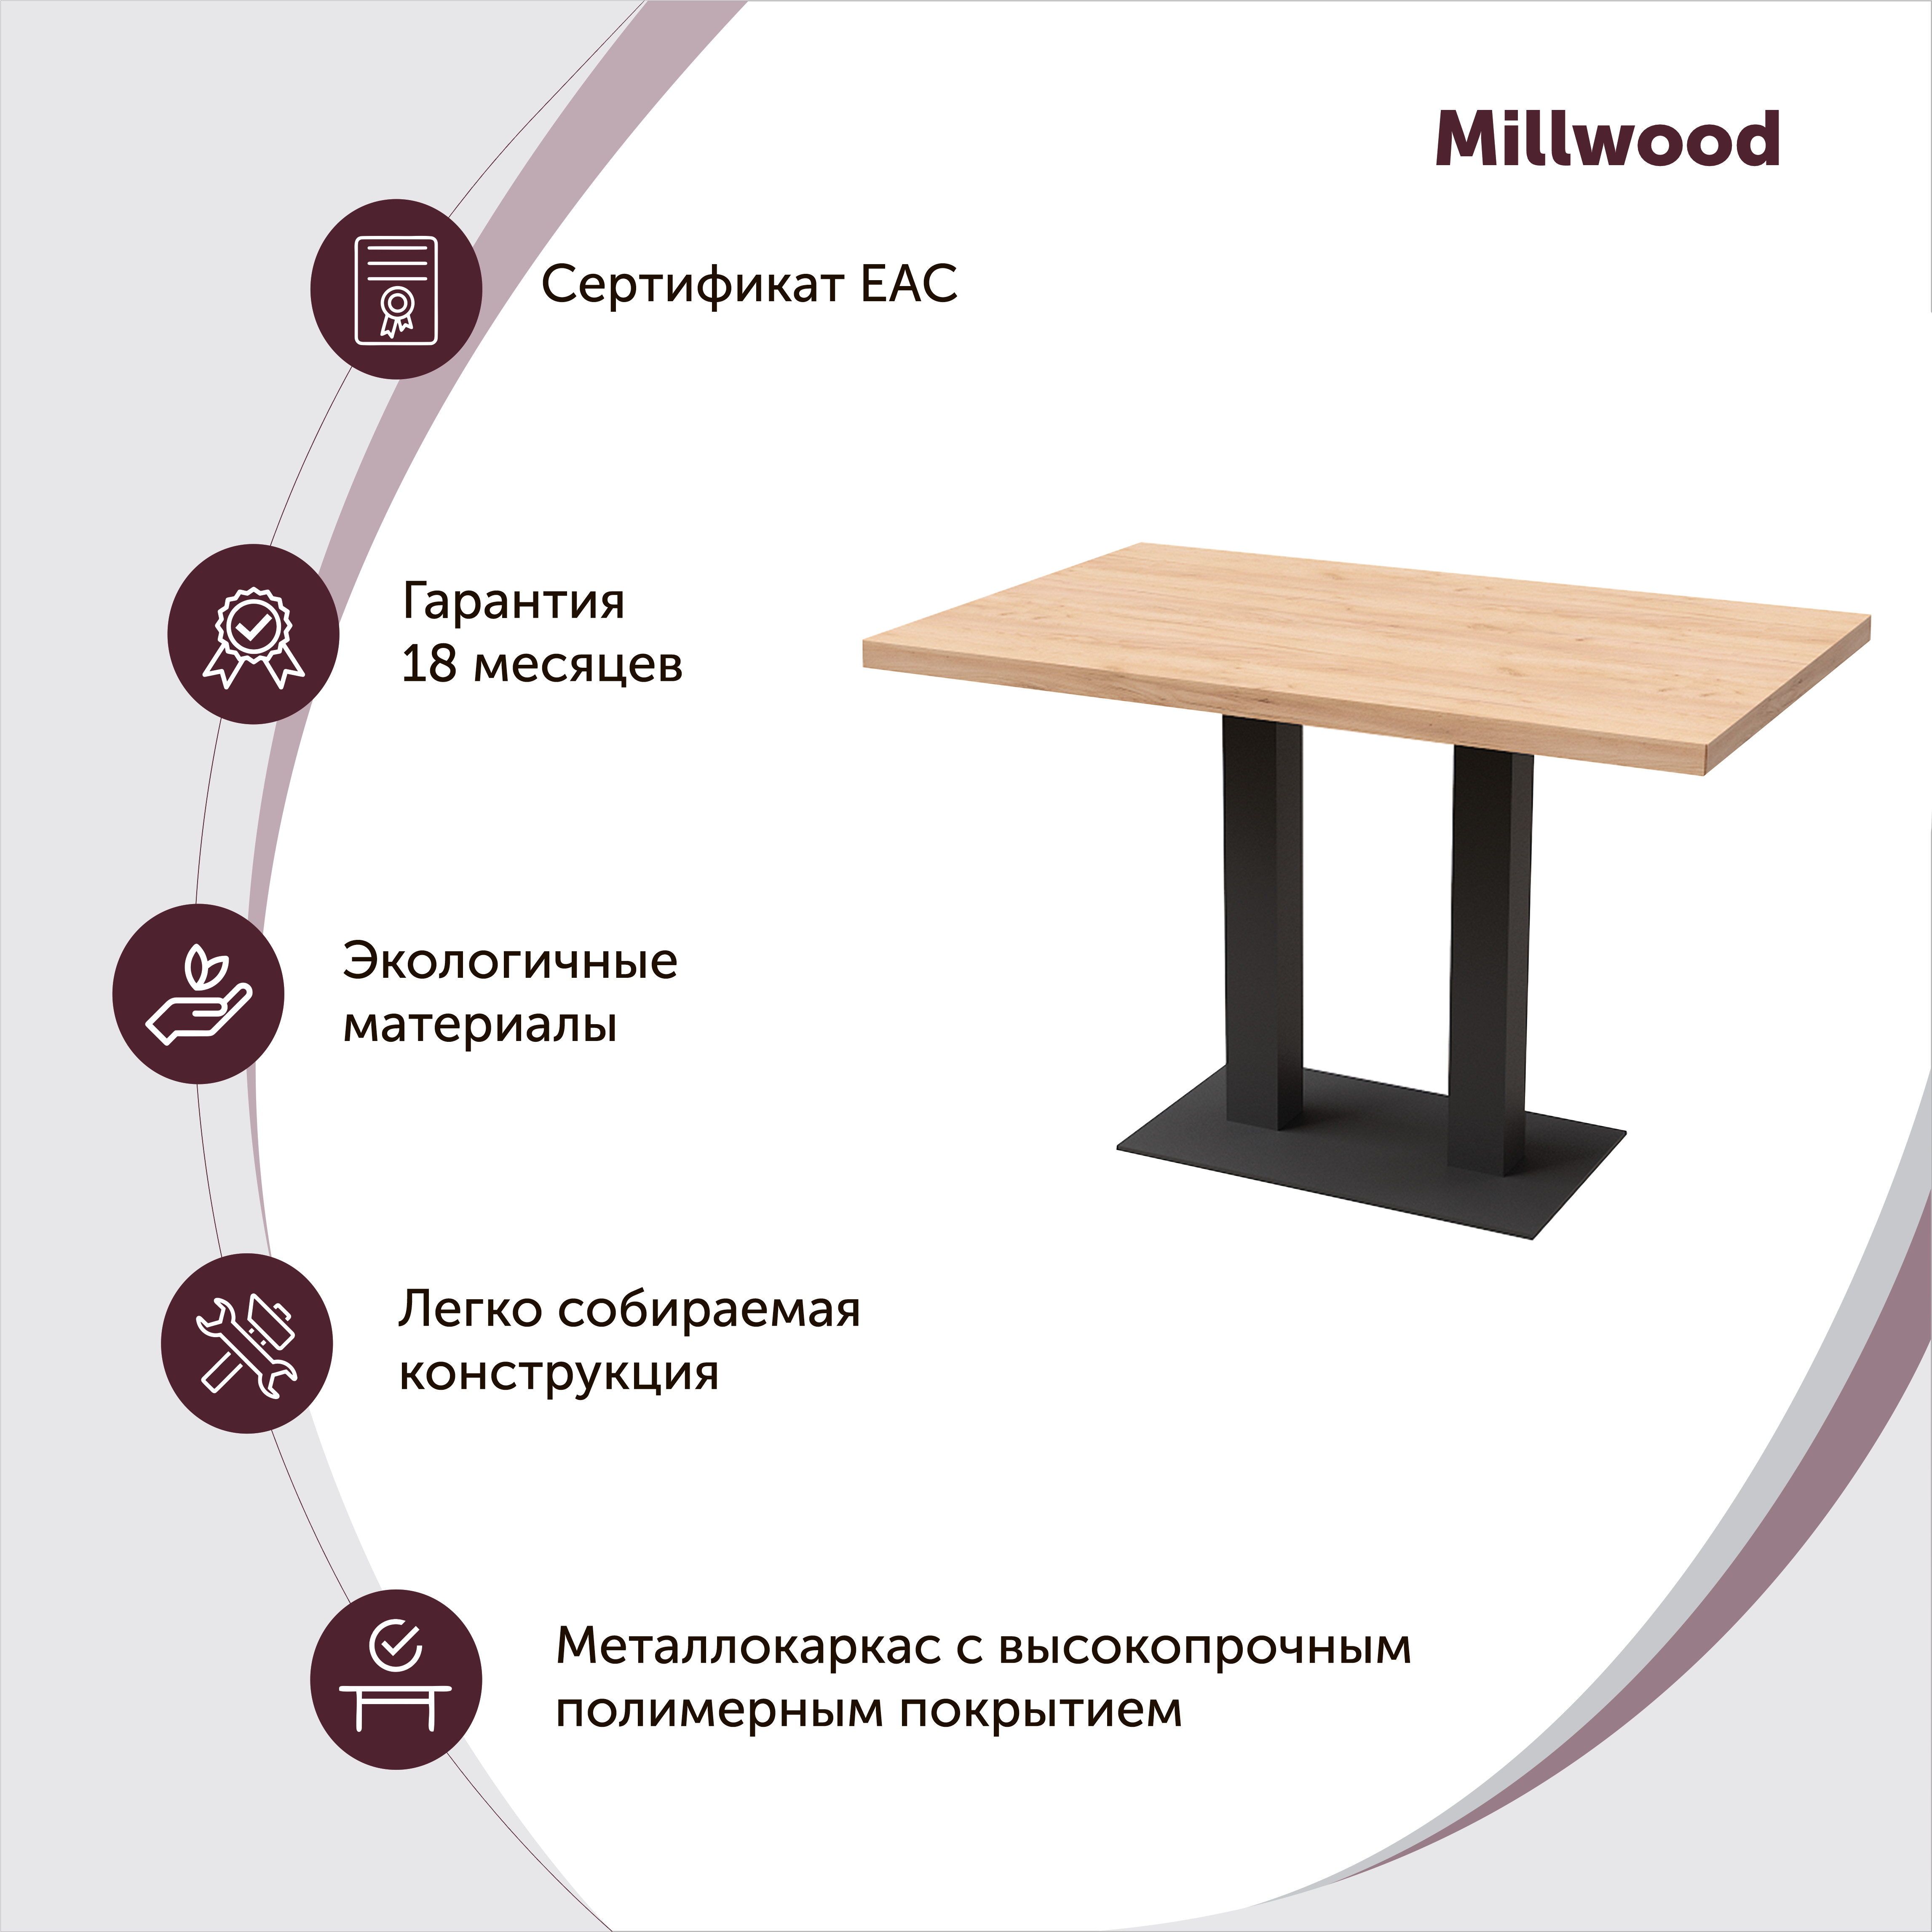 Millwood
Сертификат ЕАС
Гарантия
18 месяцев
Экологичные
материалы
Легко собираемая
конструкция
Металлокаркас с высокопрочным
полимерным покрытием